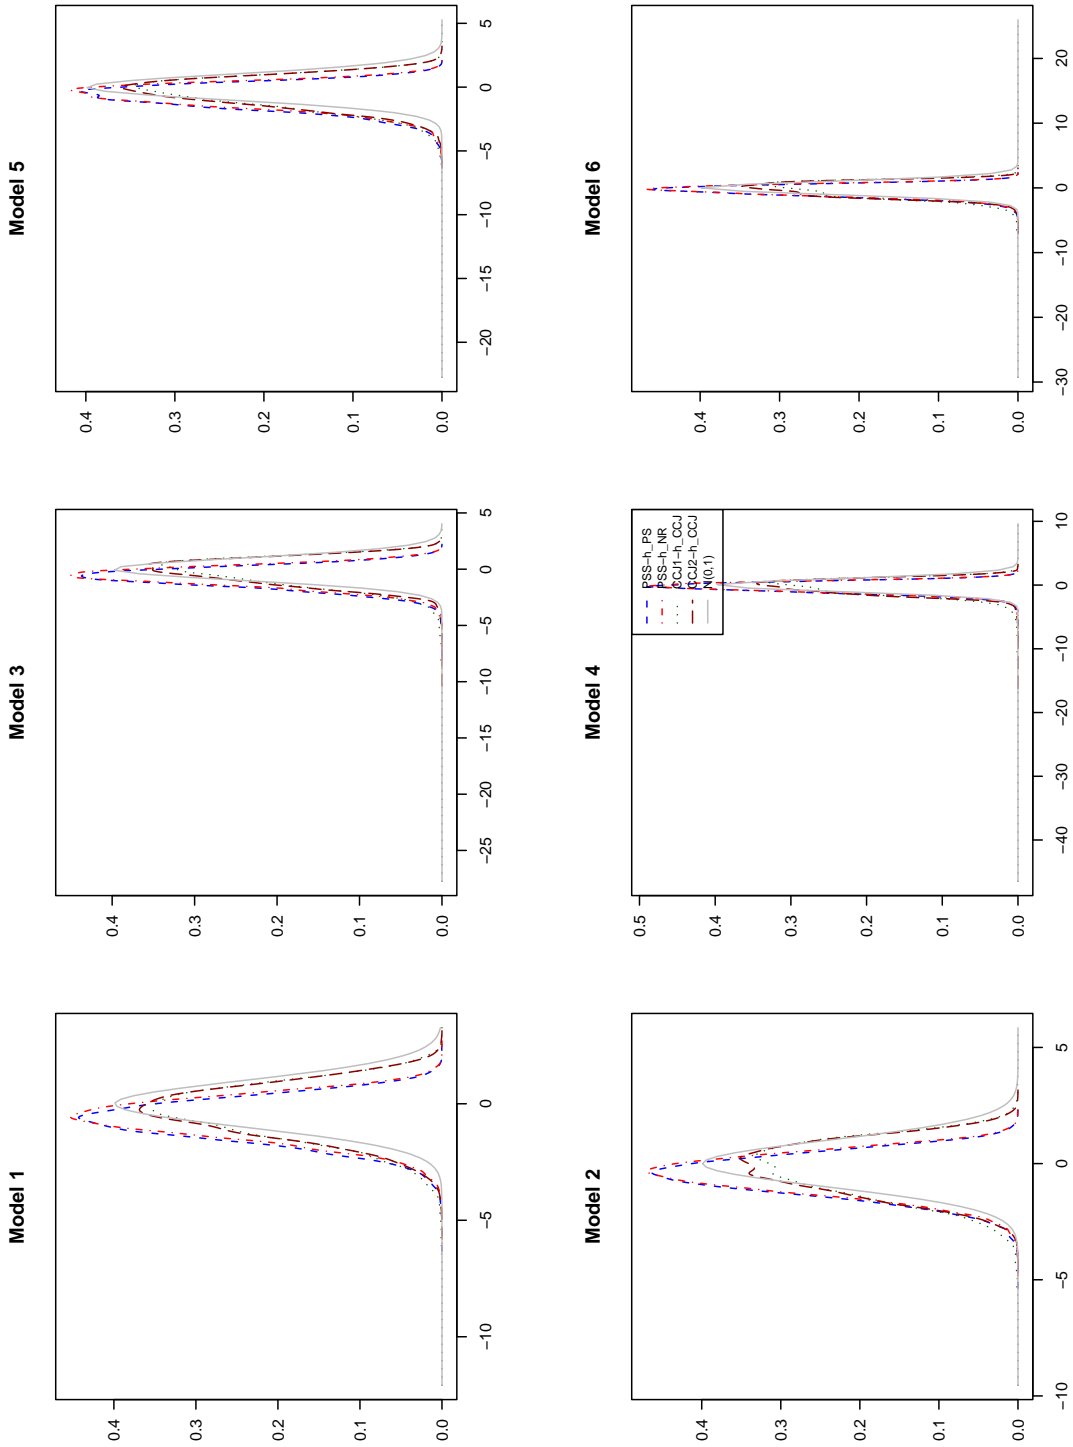 Model 1
0.4
0.3
0.2
0.1
0.0
−10 −5 0
Model 3
0.4
0.3
0.2
0.1
0.0
−25 −20 −15 −10 −5 0 5
Model 5
0.4
0.3
0.2
0.1
0.0
−20 −15 −10 −5 0 5
Model 2
0.4
0.3
0.2
0.1
0.0
−10 −5 0 5
Model 4
0.5
0.4
0.3
0.2
0.1
0.0
PSS−h_PS
PSS−h_NR
CCJ1−h_CCJ
CCJ2−h_CCJ
N(0,1)
−40 −30 −20 −10 0 10
Model 6
0.4
0.3
0.2
0.1
0.0
−30 −20 −10 0 10 20